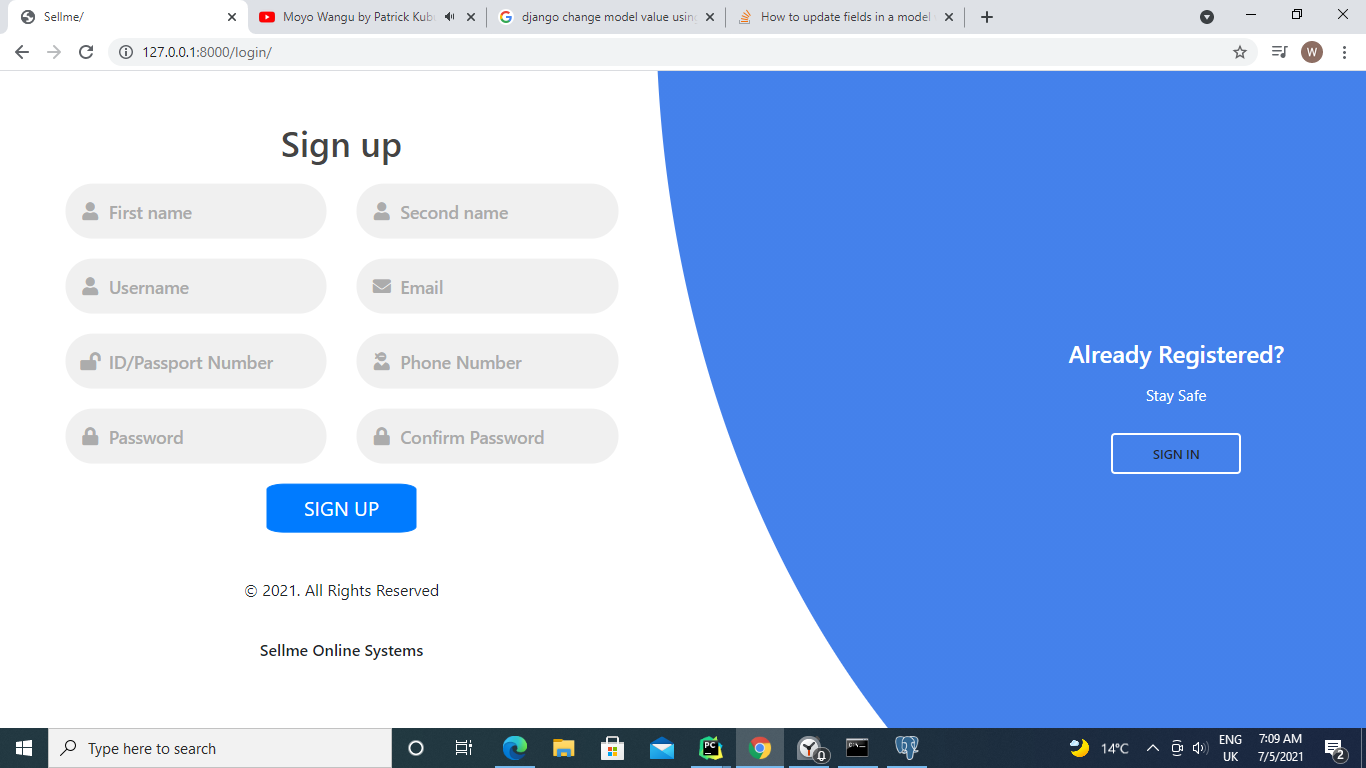 Sellme/
Moyo Wangu by Patrick Kub
django change model value usin
How to update fields in a model
127.0.0.1:8000/login/
W
Sign up
First name
Second name
Username
Email
ID/Passport Number
Phone Number
Password
Confirm Password
SIGN UP
© 2021. All Rights Reserved
Sellme Online Systems
Already Registered?
Stay Safe
SIGN IN
Type here to search
PC
14°C
ENG
UK
7:09 AM
7/5/2021
2